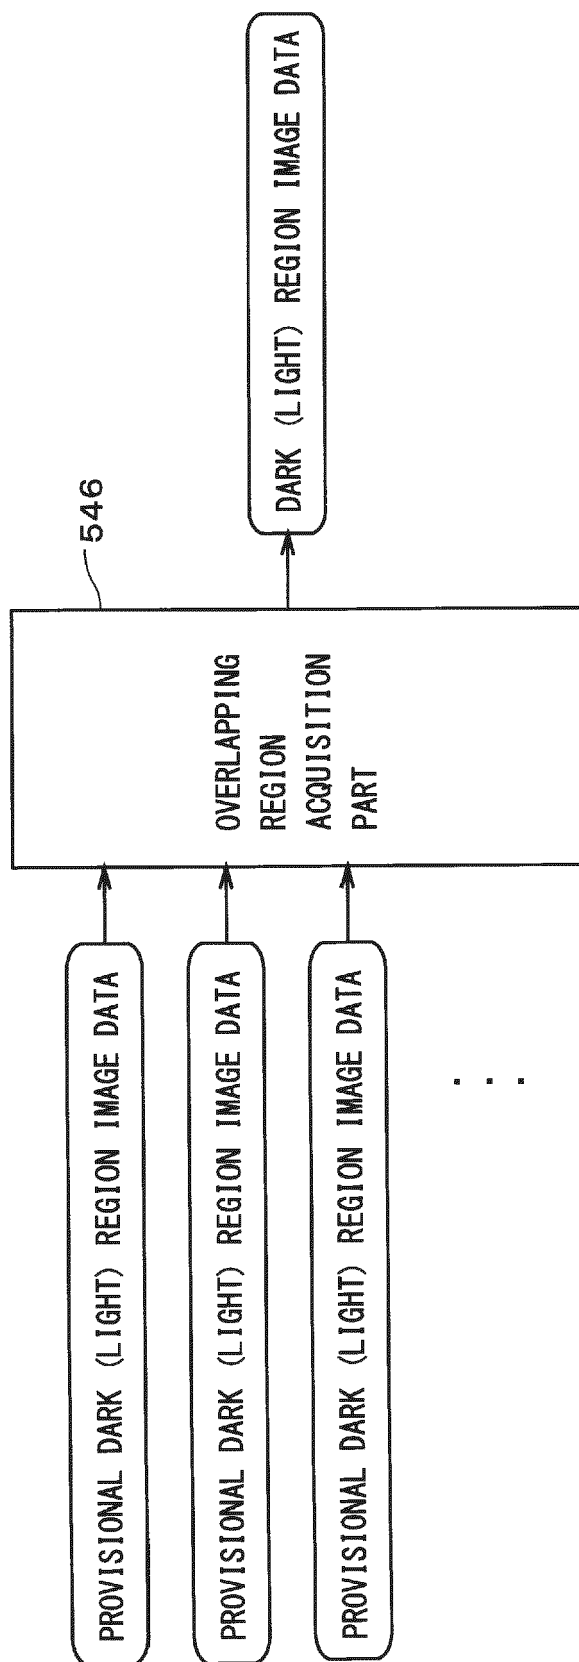 PROVISIONAL DARK (LIGHT) REGION IMAGE DATA
PROVISIONAL DARK (LIGHT) REGION IMAGE DATA
PROVISIONAL DARK (LIGHT) REGION IMAGE DATA
. . .
OVERLAPPING
REGION
ACQUISITION
PART
546
DARK (LIGHT) REGION IMAGE DATA